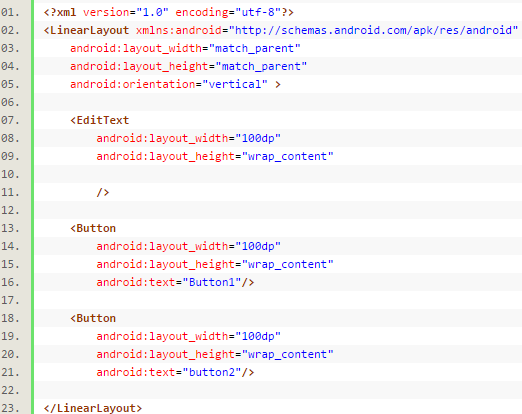 01. <?xml version="1.0" encoding="utf-8"?>
02. <LinearLayout xmlns:android="http://schemas.android.com/apk/res/android"
03.     android:layout_width="match_parent"
04.     android:layout_height="match_parent"
05.     android:orientation="vertical" >
06.
07.     <EditText
08.         android:layout_width="100dp"
09.         android:layout_height="wrap_content"
10.
11.         />
12.
13.     <Button
14.         android:layout_width="100dp"
15.         android:layout_height="wrap_content"
16.         android:text="Button1"/>
17.
18.     <Button
19.         android:layout_width="100dp"
20.         android:layout_height="wrap_content"
21.         android:text="button2"/>
22.
23. </LinearLayout>